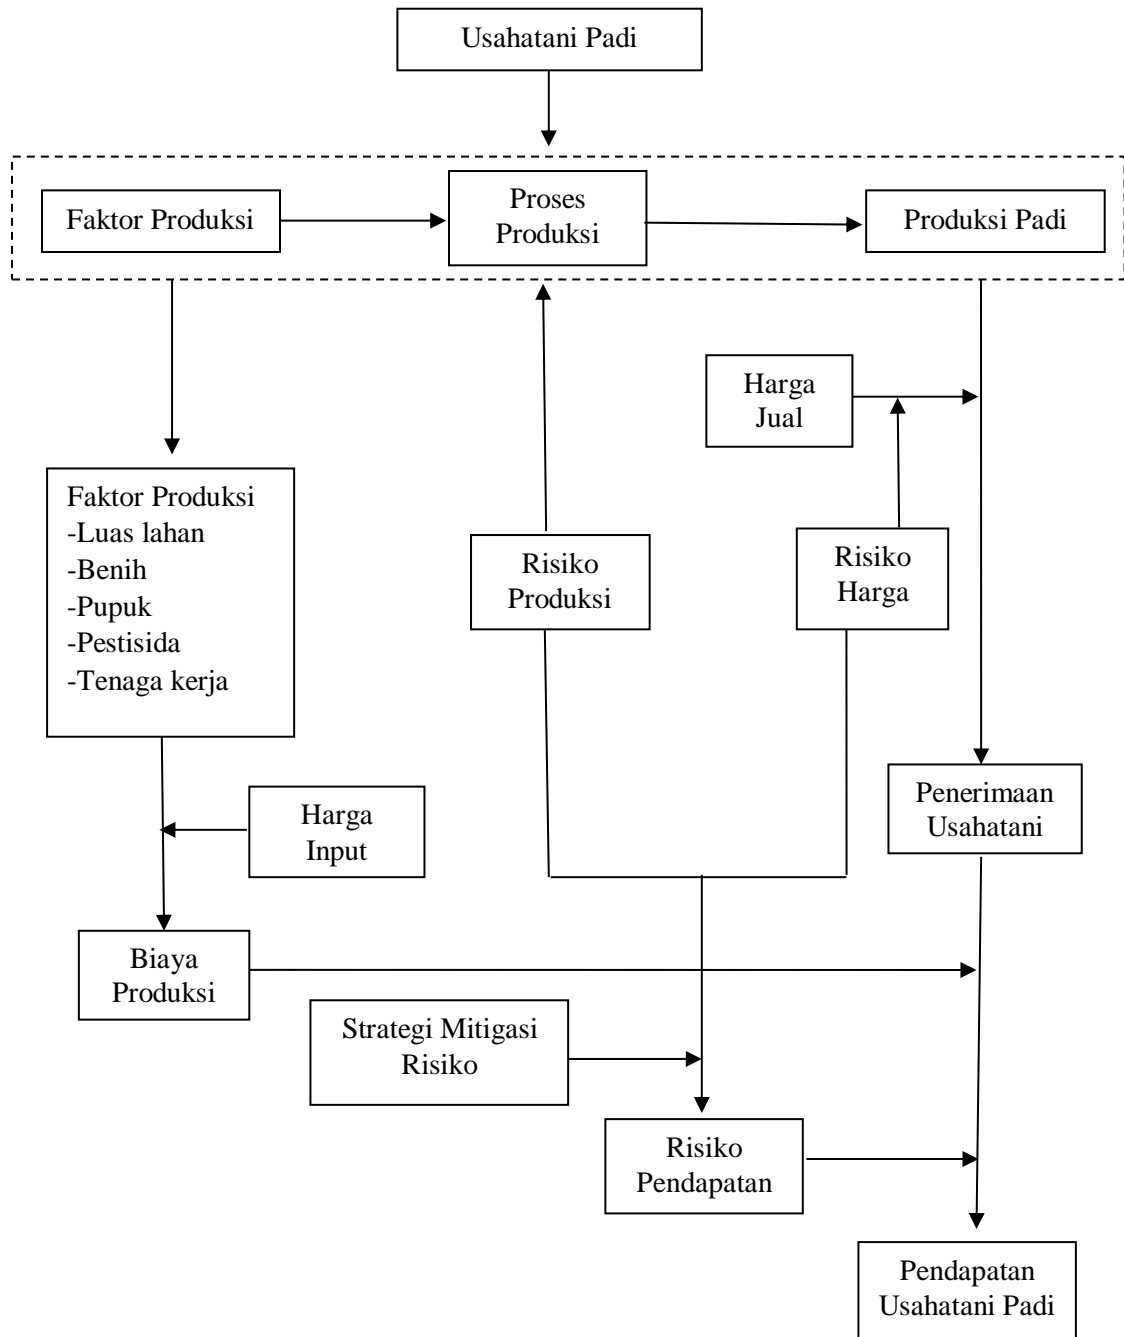 Usahatani Padi
Faktor Produksi
Proses
Produksi
Produksi Padi
Harga
Jual
Faktor Produksi
-Luas lahan
-Benih
-Pupuk
-Pestisida
-Tenaga kerja
Risiko
Produksi
Risiko
Harga
Harga
Input
Penerimaan
Usahatani
Biaya
Produksi
Strategi Mitigasi
Risiko
Risiko
Pendapatan
Pendapatan
Usahatani Padi